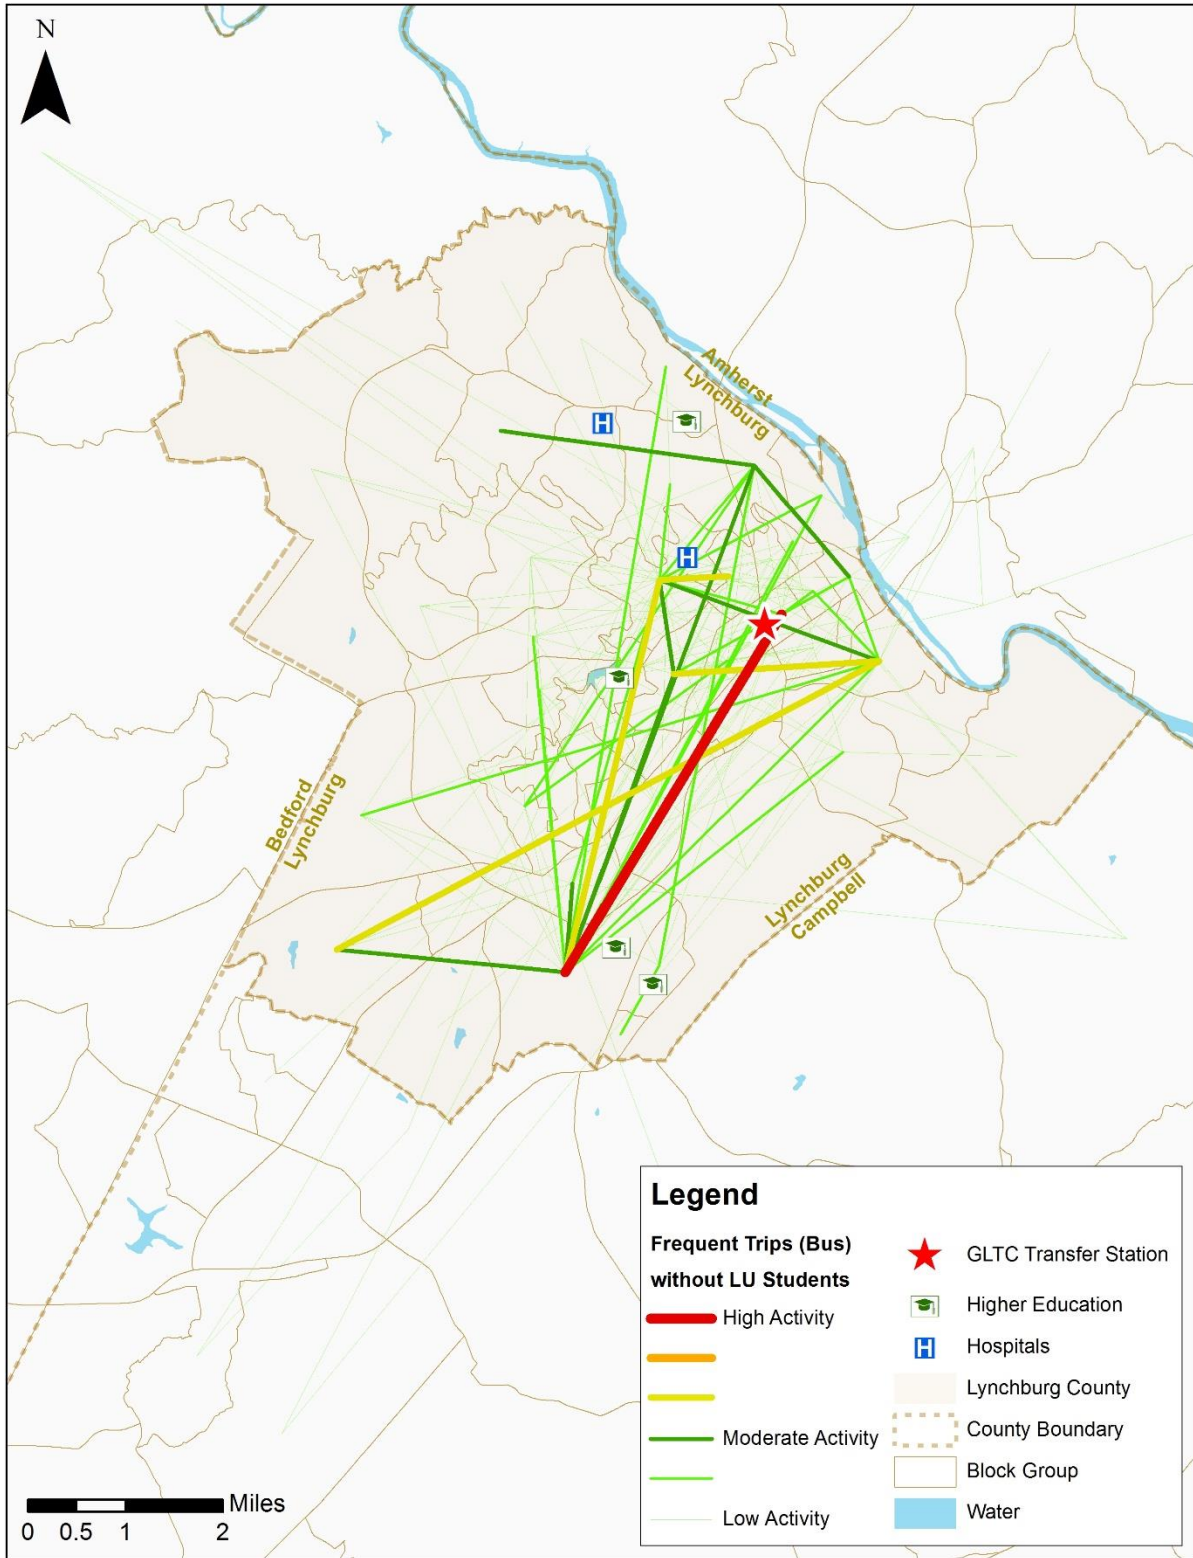 N
Amherst
Lynchburg
H
H
Bedford
Lynchburg
Lynchburg
Campbell
Legend
Frequent Trips (Bus)
without LU Students
High Activity
Moderate Activity
Low Activity
GLTC Transfer Station
Higher Education
H Hospitals
Lynchburg County
County Boundary
Block Group
Water
Miles
0 0.5 1 2